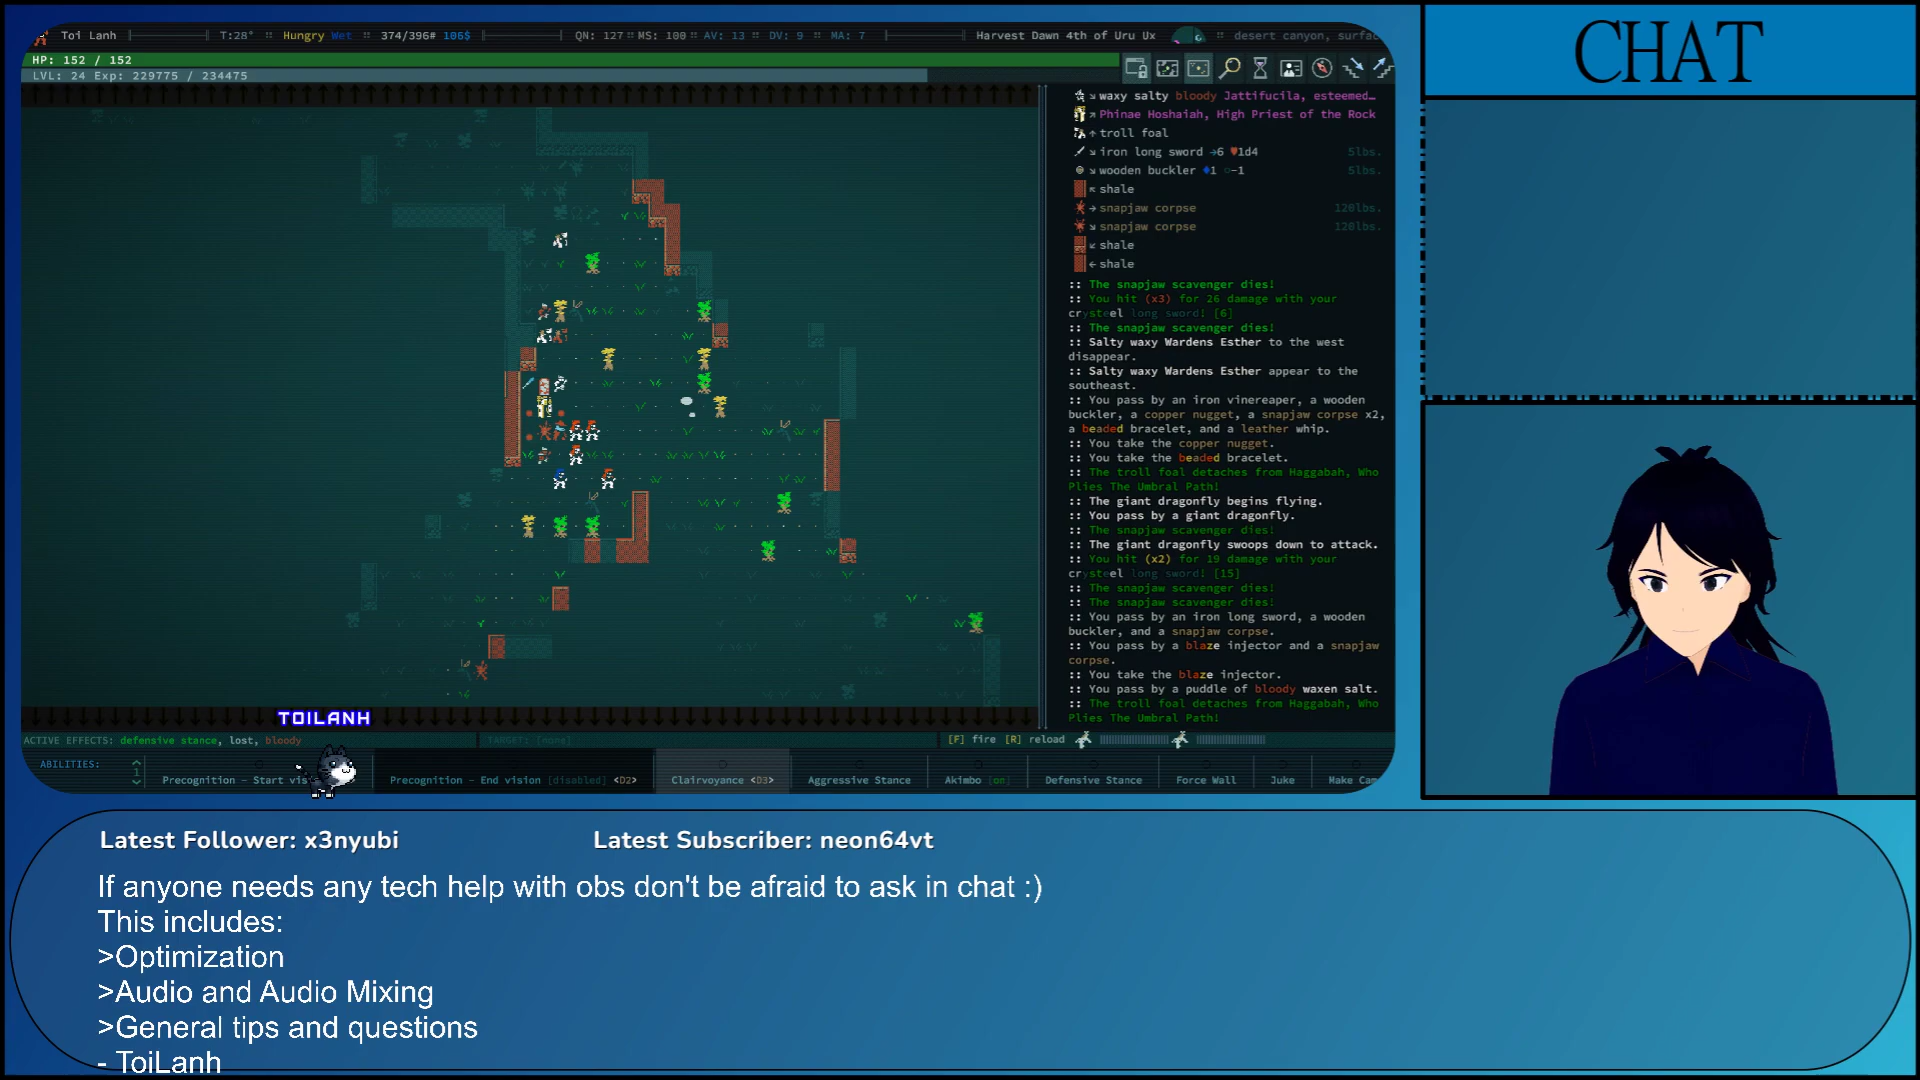 Toi Lanh
T:28° :: Hungry Wet :: 374/396# 106$
QN: 127 :: MS: 100 :: AV: 13 :: DV: 9 :: MA: 7
Harvest Dawn 4th of Uru Ux
:: desert canyon, surfac
CHAT
HP: 152 / 152
LVL: 24 Exp: 229775 / 234475
waxy salty bloody Jattifucila, esteemed…
Phinae Hoshaiah, High Priest of the Rock
troll foal
iron long sword →6 ♥1d4 5lbs.
wooden buckler ♦1 ○-1 5lbs.
shale
snapjaw corpse 120lbs.
snapjaw corpse 120lbs.
shale
shale
:: The snapjaw scavenger dies!
:: You hit (x3) for 26 damage with your
crysteel long sword! [6]
:: The snapjaw scavenger dies!
:: Salty waxy Wardens Esther to the west
disappear.
:: Salty waxy Wardens Esther appear to the
southeast.
:: You pass by an iron vinereaper, a wooden
buckler, a copper nugget, a snapjaw corpse x2,
a beaded bracelet, and a leather whip.
:: You take the copper nugget.
:: You take the beaded bracelet.
:: The troll foal detaches from Haggabah, Who
Plies The Umbral Path!
:: The giant dragonfly begins flying.
:: You pass by a giant dragonfly.
:: The snapjaw scavenger dies!
:: The giant dragonfly swoops down to attack.
:: You hit (x2) for 19 damage with your
crysteel long sword! [15]
:: The snapjaw scavenger dies!
:: The snapjaw scavenger dies!
:: You pass by an iron long sword, a wooden
buckler, and a snapjaw corpse.
:: You pass by a blaze injector and a snapjaw
corpse.
:: You take the blaze injector.
:: You pass by a puddle of bloody waxen salt.
:: The troll foal detaches from Haggabah, Who
Plies The Umbral Path!
TOILANH
ACTIVE EFFECTS: defensive stance, lost, bloody
TARGET: [none]
[F] fire [R] reload
ABILITIES:
1
Precognition - Start vis
Precognition - End vision [disabled] <D2>
Clairvoyance <D3>
Aggressive Stance
Akimbo [on]
Defensive Stance
Force Wall
Juke
Make Cam
Latest Follower: x3nyubi
Latest Subscriber: neon64vt
If anyone needs any tech help with obs don't be afraid to ask in chat :)
This includes:
>Optimization
>Audio and Audio Mixing
>General tips and questions
- ToiLanh